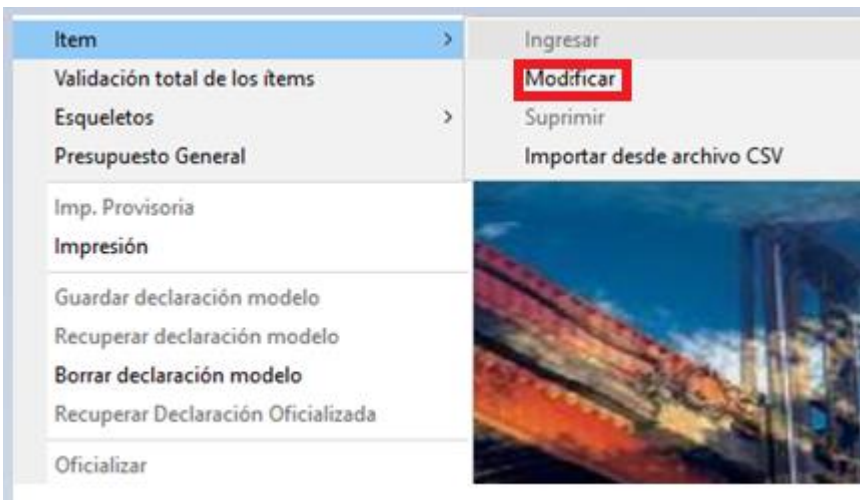 Item
Validación total de los ítems
Esqueletos
Presupuesto General
Imp. Provisoria
Impresión
Guardar declaración modelo
Recuperar declaración modelo
Borrar declaración modelo
Recuperar Declaración Oficializada
Oficializar
Ingresar
Modificar
Suprimir
Importar desde archivo CSV